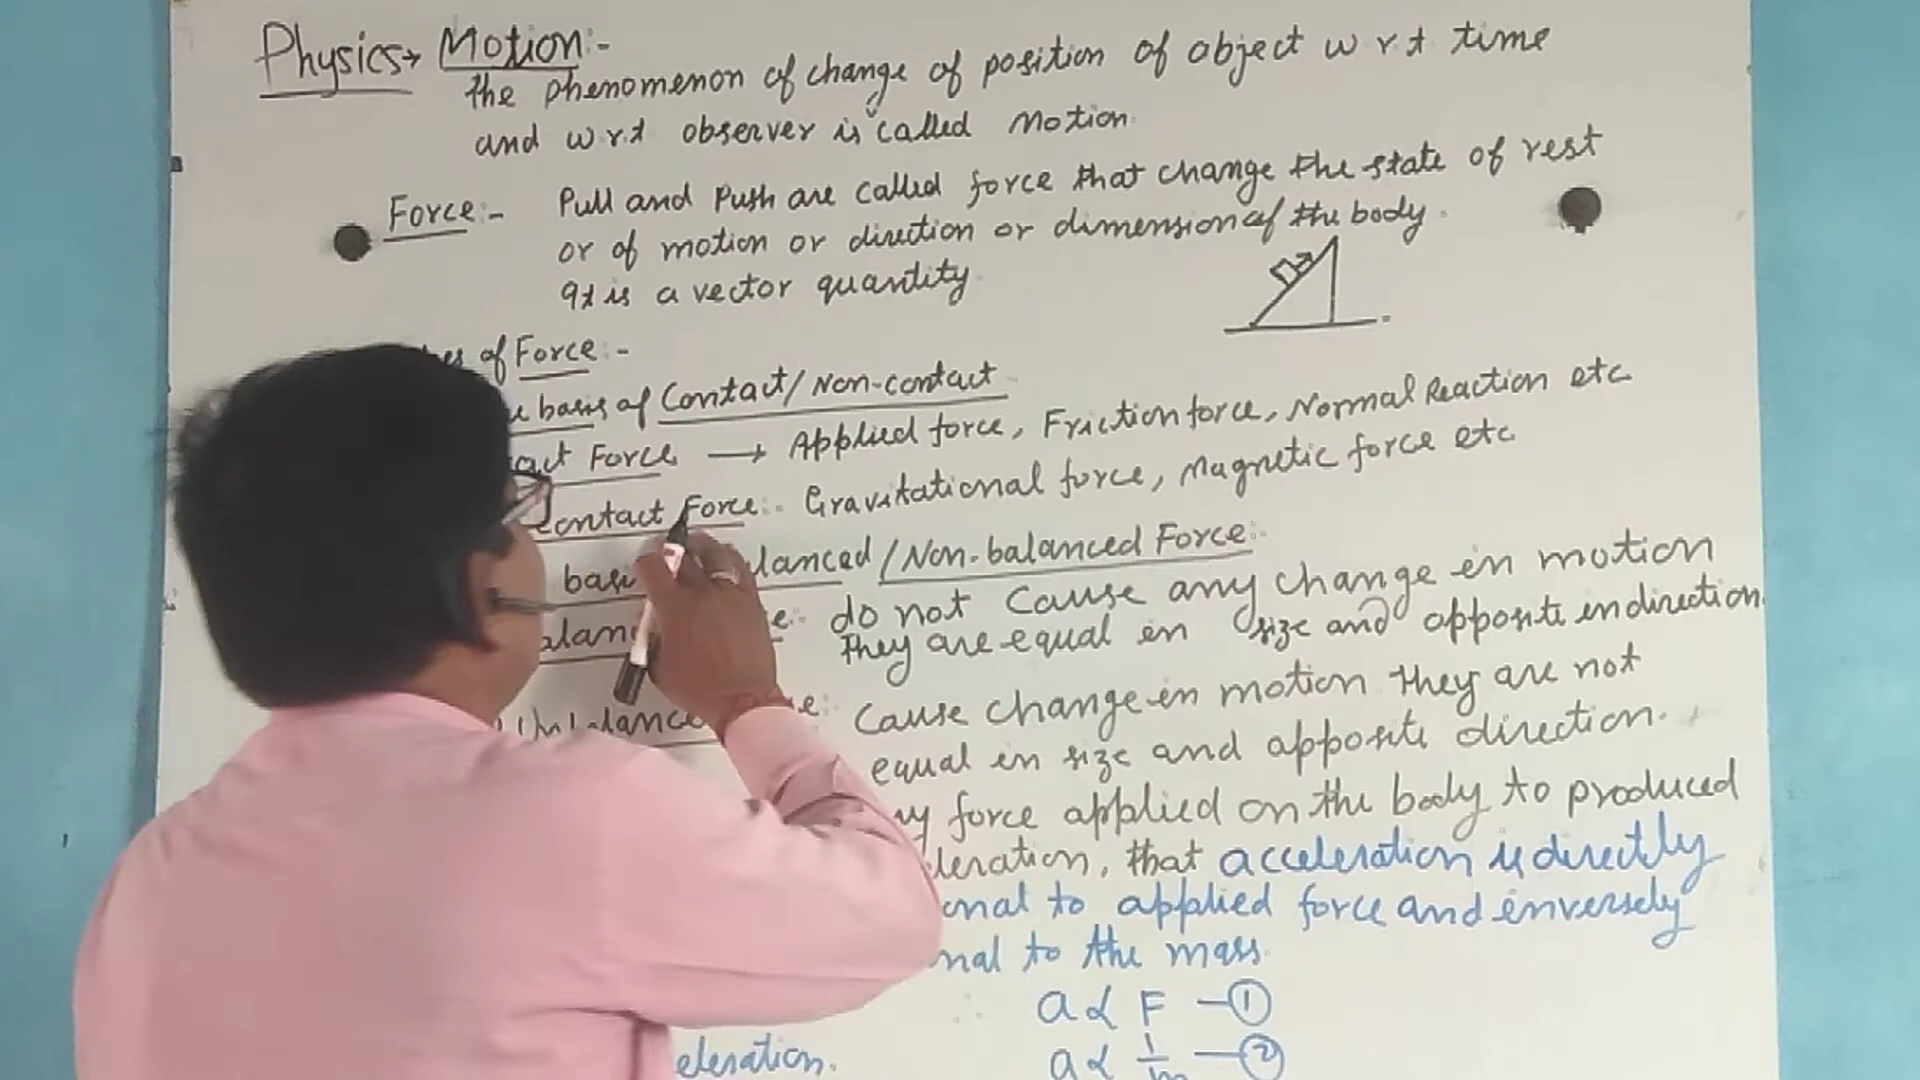 Physics → Motion:-
the phenomenon of change of position of object w r t time
and w r.t observer is called Motion.
Force:- Pull and Push are called force that change the state of rest
or of motion or direction or dimension of the body.
It is a vector quantity
of Force:-
basis of Contact/Non-contact
Force → Applied force, Friction force, Normal Reaction etc
contact Force:- Gravitational force, Magnetic force etc
/Non-balanced Force:-
do not cause any change in motion
They are equal in size and apposite in direction.
cause change in motion They are not
equal in size and apposite direction.
force applied on the body to produced
that acceleration is directly
to applied force and inversely
to the mass.
a ∝ F —①
a ∝ 1/m —②